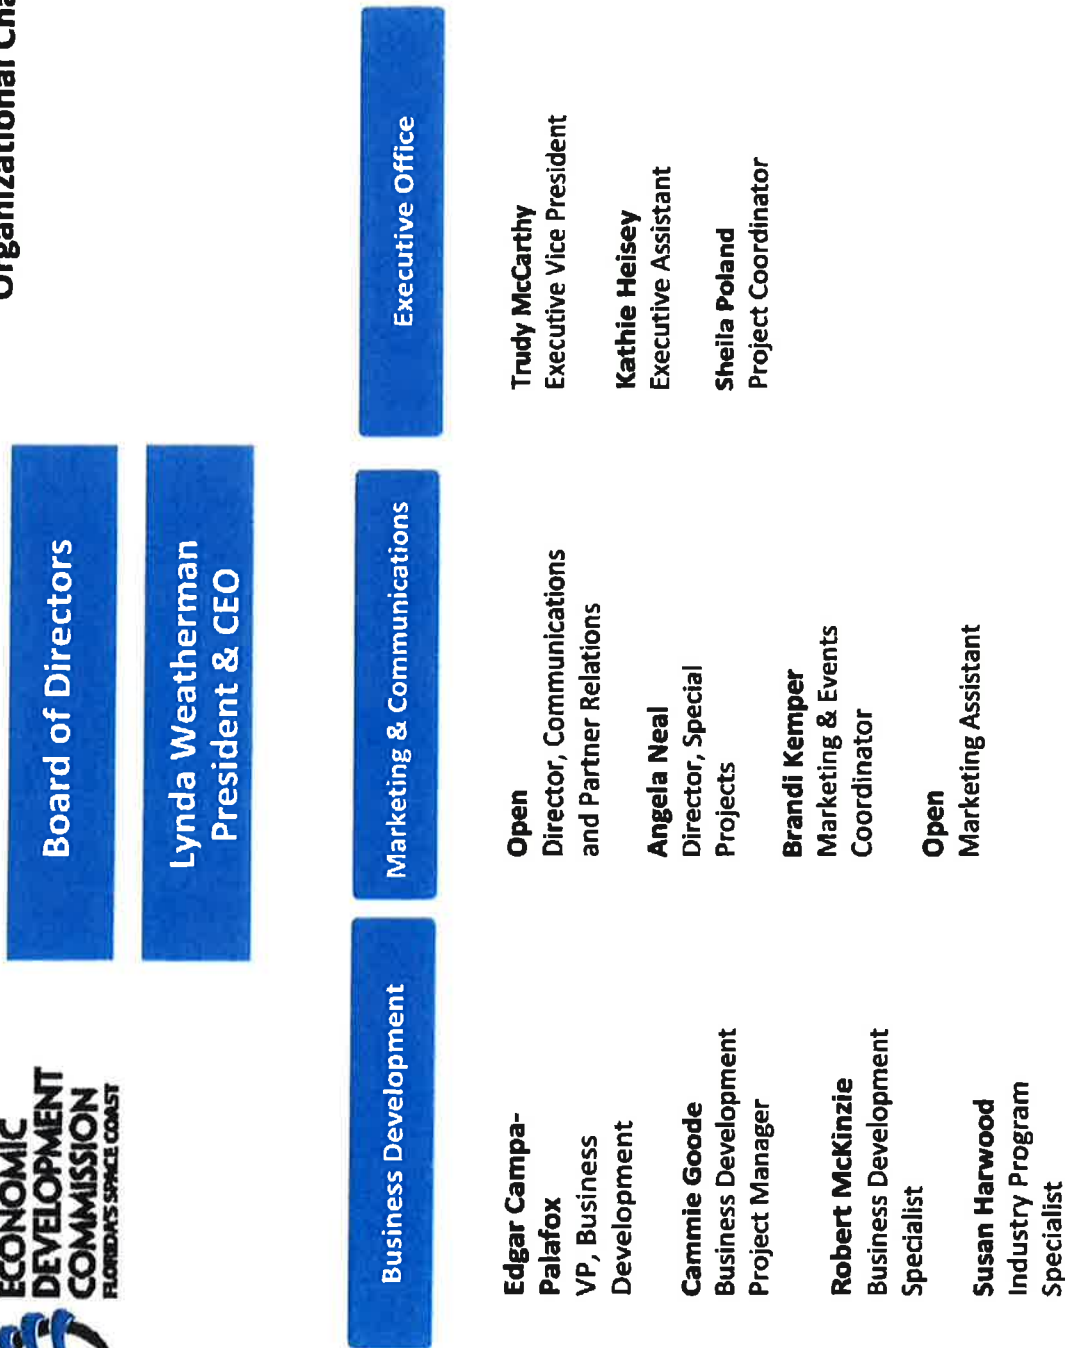 ECONOMIC
DEVELOPMENT
COMMISSION
FLORIDA'S SPACE COAST
Organizational
Board of Directors
Lynda Weatherman
President & CEO
Business Development
Edgar Campa-
Palafox
VP, Business
Development
Cammie Goode
Business Development
Project Manager
Robert McKinzie
Business Development
Specialist
Susan Harwood
Industry Program
Specialist
Marketing & Communications
Open
Director, Communications
and Partner Relations
Angela Neal
Director, Special
Projects
Brandi Kemper
Marketing & Events
Coordinator
Open
Marketing Assistant
Executive Office
Trudy McCarthy
Executive Vice President
Kathie Heisey
Executive Assistant
Sheila Poland
Project Coordinator